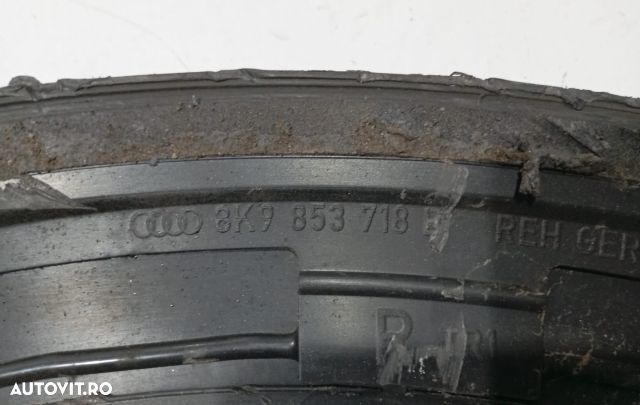 8K9 853 718 REH GER
R
AUTOVIT.RO